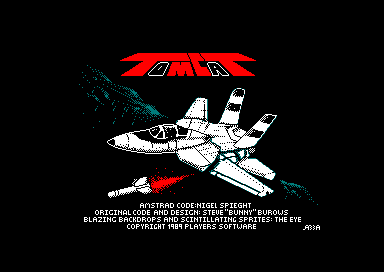 TOMCAT
AMSTRAD CODE:NIGEL SPIEGHT
ORIGINAL CODE AND DESIGN: STEVE "BUNNY" BUROWS
BLAZING BACKDROPS AND SCINTILLATING SPRITES: THE EYE
COPYRIGHT 1989 PLAYERS SOFTWARE